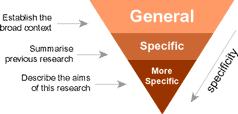 Establish the
broad context
General
Summarise
previous research
Specific
Describe the aims
of this research
More
Specific
specificity